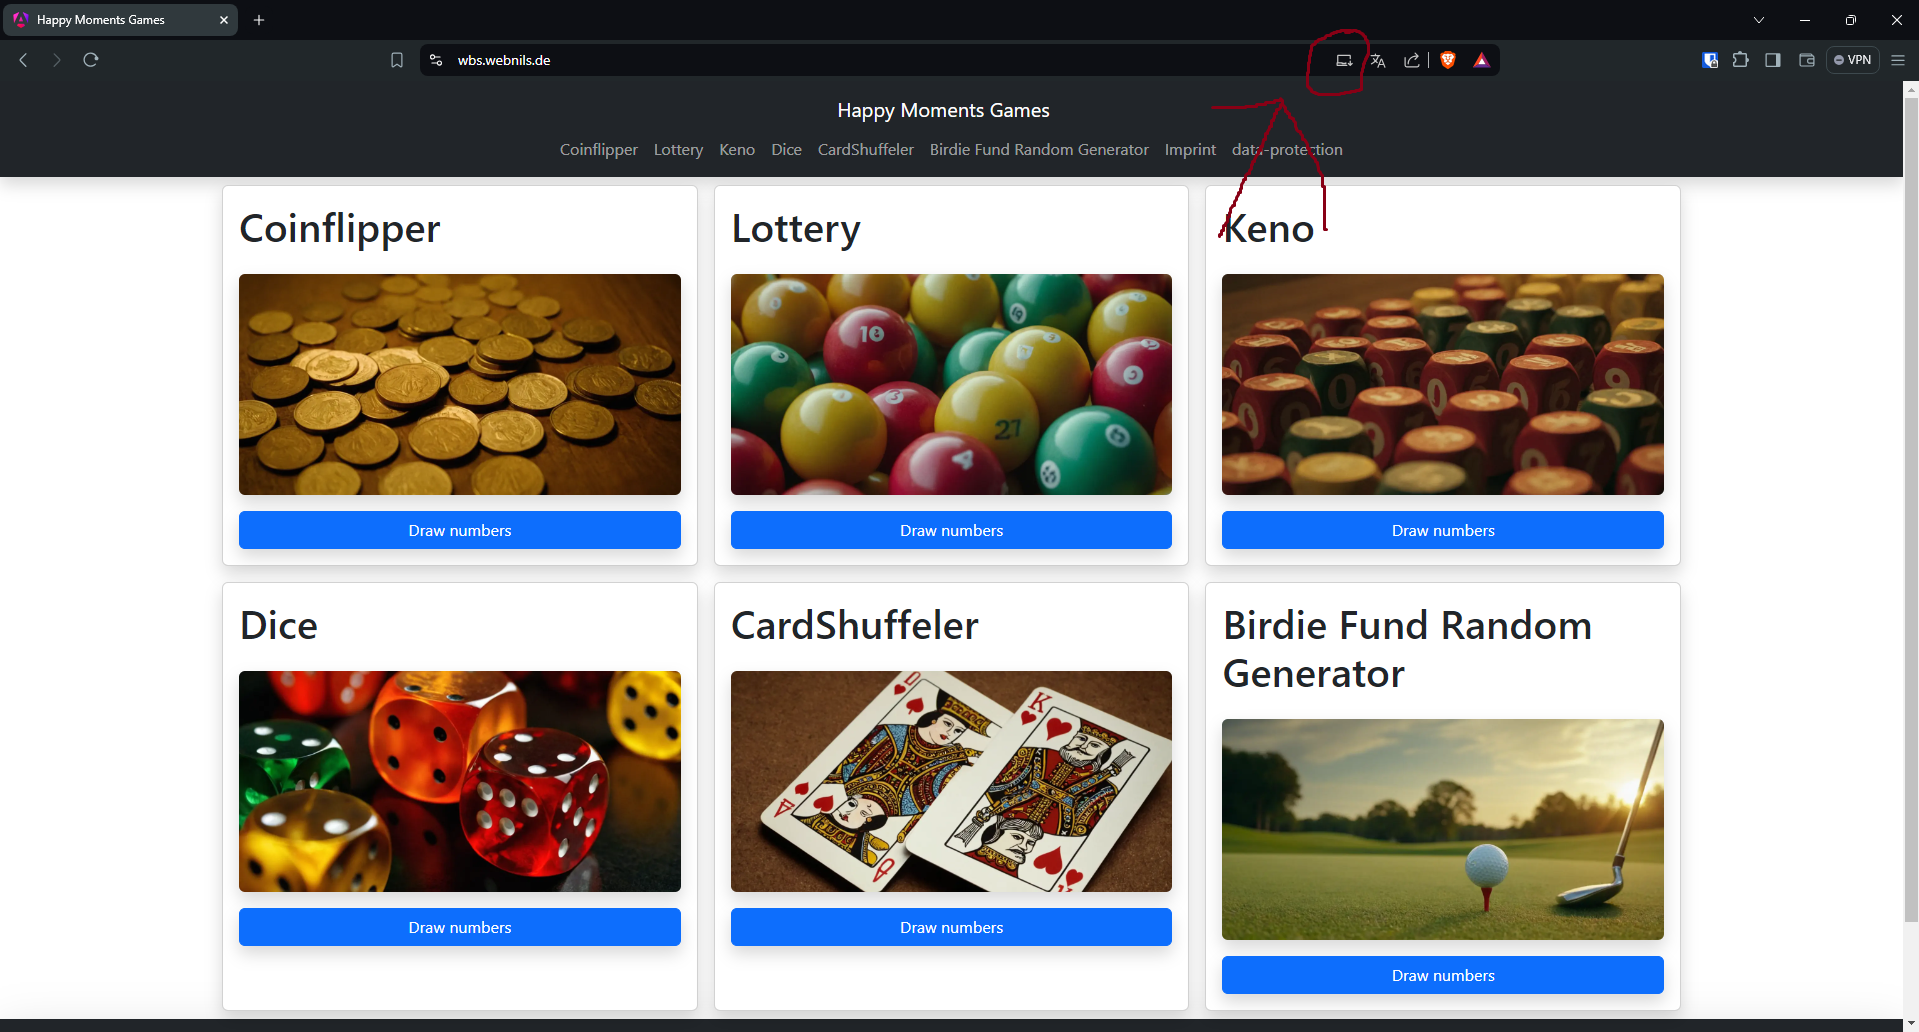 Happy Moments Games
wbs.webnils.de
VPN
Happy Moments Games
Coinflipper Lottery Keno Dice CardShuffeler Birdie Fund Random Generator Imprint data-protection
Coinflipper
Draw numbers
Lottery
10
27
Draw numbers
Keno
Draw numbers
Dice
Draw numbers
CardShuffeler
K
Draw numbers
Birdie Fund Random
Generator
Draw numbers